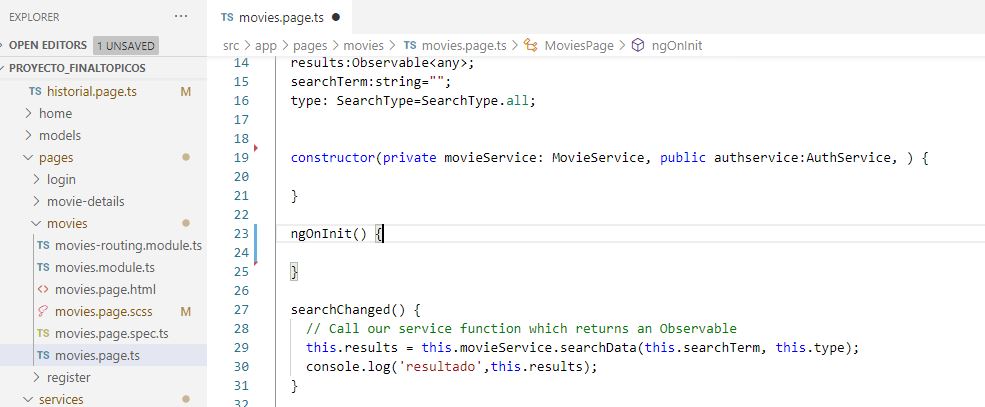 EXPLORER
···
OPEN EDITORS 1 UNSAVED
PROYECTO_FINALTOPICOS
TS historial.page.ts M
home
models
pages
login
movie-details
movies
TS movies-routing.module.ts
TS movies.module.ts
<> movies.page.html
movies.page.scss M
TS movies.page.spec.ts
TS movies.page.ts
register
services
TS movies.page.ts ●
src > app > pages > movies > TS movies.page.ts > MoviesPage > ngOnInit
14 results:Observable<any>;
15 searchTerm:string="";
16 type: SearchType=SearchType.all;
17
18
19 constructor(private movieService: MovieService, public authservice:AuthService, ) {
20
21 }
22
23 ngOnInit() {
24
25 }
26
27 searchChanged() {
28 // Call our service function which returns an Observable
29 this.results = this.movieService.searchData(this.searchTerm, this.type);
30 console.log('resultado',this.results);
31 }
32